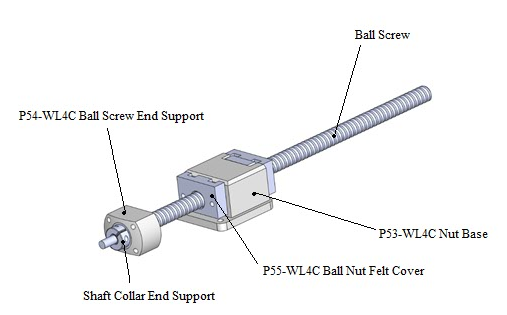 Ball Screw
P54-WL4C Ball Screw End Support
P53-WL4C Nut Base
P55-WL4C Ball Nut Felt Cover
Shaft Collar End Support